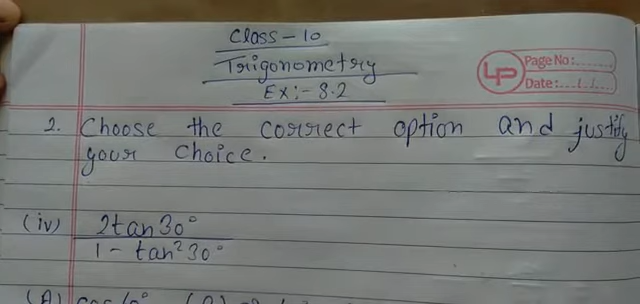 Class - 10
Trigonometry
Ex:- 8.2
LP
Page No:.......
Date:.../.../....
2. Choose the correct option and justify
your choice.
(iv) 2tan30°
1 - tan²30°
(A)